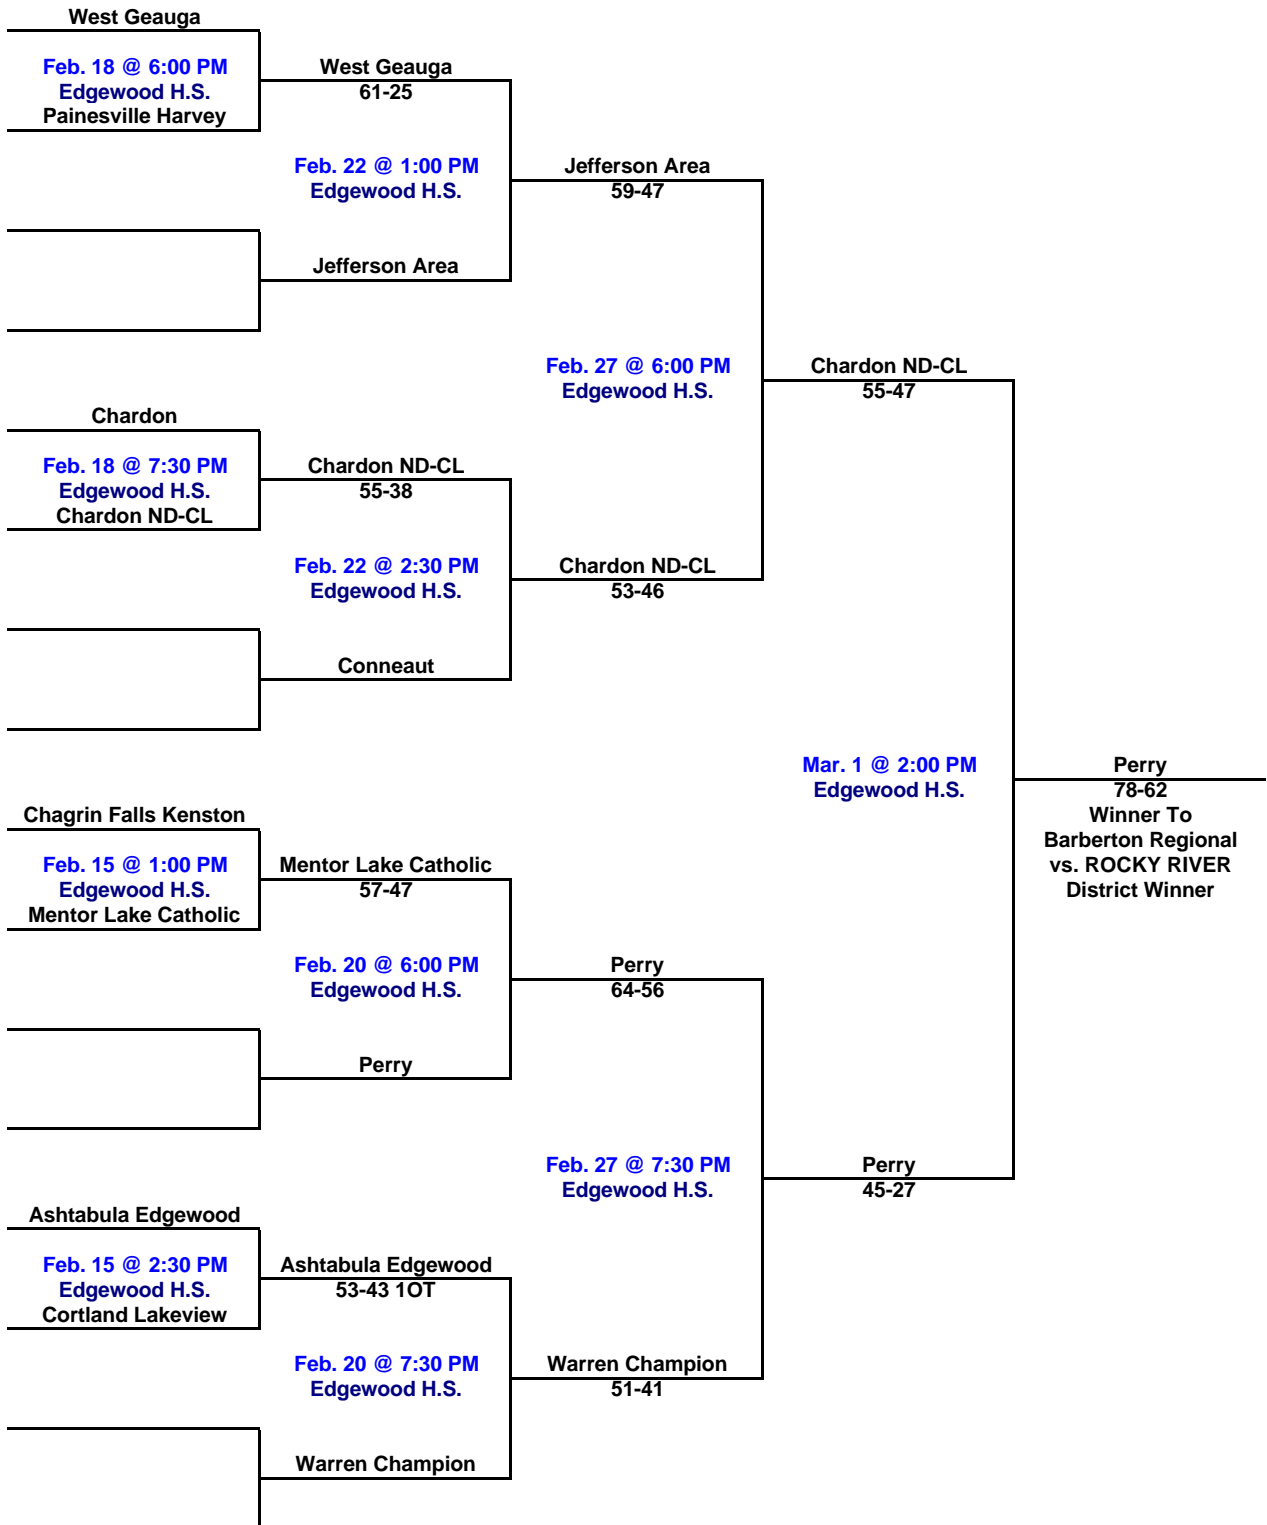 West Geauga
Feb. 18 @ 6:00 PM
Edgewood H.S.
Painesville Harvey
West Geauga
61-25
Feb. 22 @ 1:00 PM
Edgewood H.S.
Jefferson Area
Jefferson Area
59-47
Feb. 27 @ 6:00 PM
Edgewood H.S.
Chardon ND-CL
55-47
Chardon
Feb. 18 @ 7:30 PM
Edgewood H.S.
Chardon ND-CL
Chardon ND-CL
55-38
Feb. 22 @ 2:30 PM
Edgewood H.S.
Conneaut
Chardon ND-CL
53-46
Mar. 1 @ 2:00 PM
Edgewood H.S.
Perry
78-62
Winner To
Barberton Regional
vs. ROCKY RIVER
District Winner
Chagrin Falls Kenston
Feb. 15 @ 1:00 PM
Edgewood H.S.
Mentor Lake Catholic
Mentor Lake Catholic
57-47
Feb. 20 @ 6:00 PM
Edgewood H.S.
Perry
Perry
64-56
Feb. 27 @ 7:30 PM
Edgewood H.S.
Perry
45-27
Ashtabula Edgewood
Feb. 15 @ 2:30 PM
Edgewood H.S.
Cortland Lakeview
Ashtabula Edgewood
53-43 1OT
Feb. 20 @ 7:30 PM
Edgewood H.S.
Warren Champion
Warren Champion
51-41